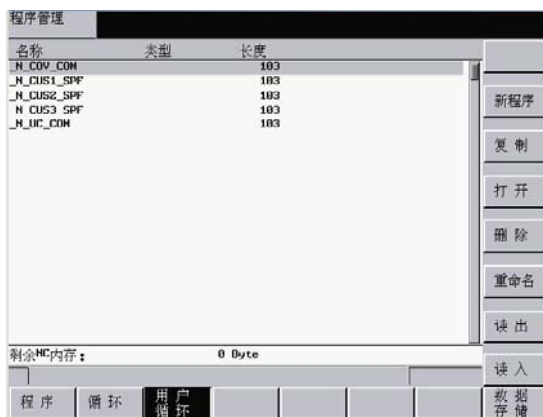 程序管理
名称 类型 长度
_N_COV_COM 103
_N_CUS1_SPF 103
_N_CUS2_SPF 103
_N_CUS3_SPF 103
_N_UC_COM 103
新程序
复制
打开
删除
重命名
读出
读入
剩余NC内存： 0 Byte
程序 循环 用户循环 数据存储